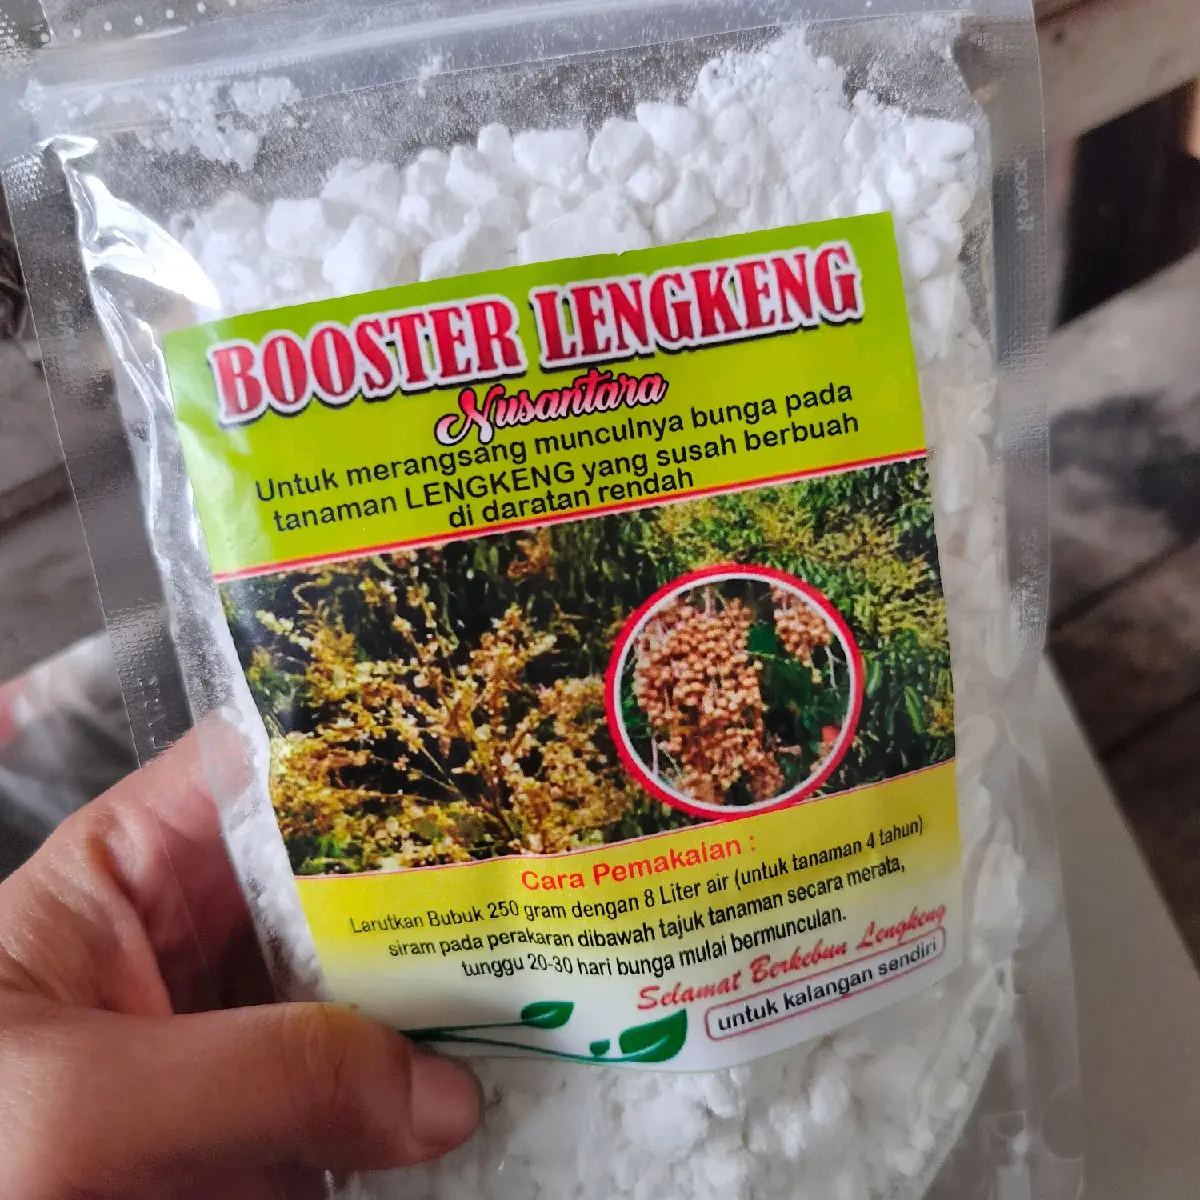 BOOSTER LENGKENG
Nusantara
Untuk merangsang munculnya bunga pada
tanaman LENGKENG yang susah berbuah
di daratan rendah
Cara Pemakaian :
Larutkan Bubuk 250 gram dengan 8 Liter air (untuk tanaman 4 tahun)
siram pada perakaran dibawah tajuk tanaman secara merata,
tunggu 20-30 hari bunga mulai bermunculan.
Selamat Berkebun Lengkeng
untuk kalangan sendiri